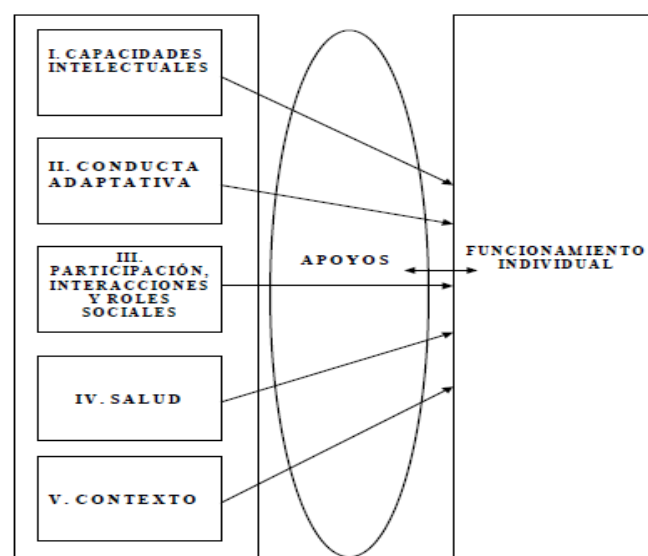 I. CAPACIDADES
INTELECTUALES
II. CONDUCTA
ADAPTATIVA
III.
PARTICIPACIÓN,
INTERACCIONES
Y ROLES
SOCIALES
IV. SALUD
V. CONTEXTO
APOYOS
FUNCIONAMIENTO
INDIVIDUAL